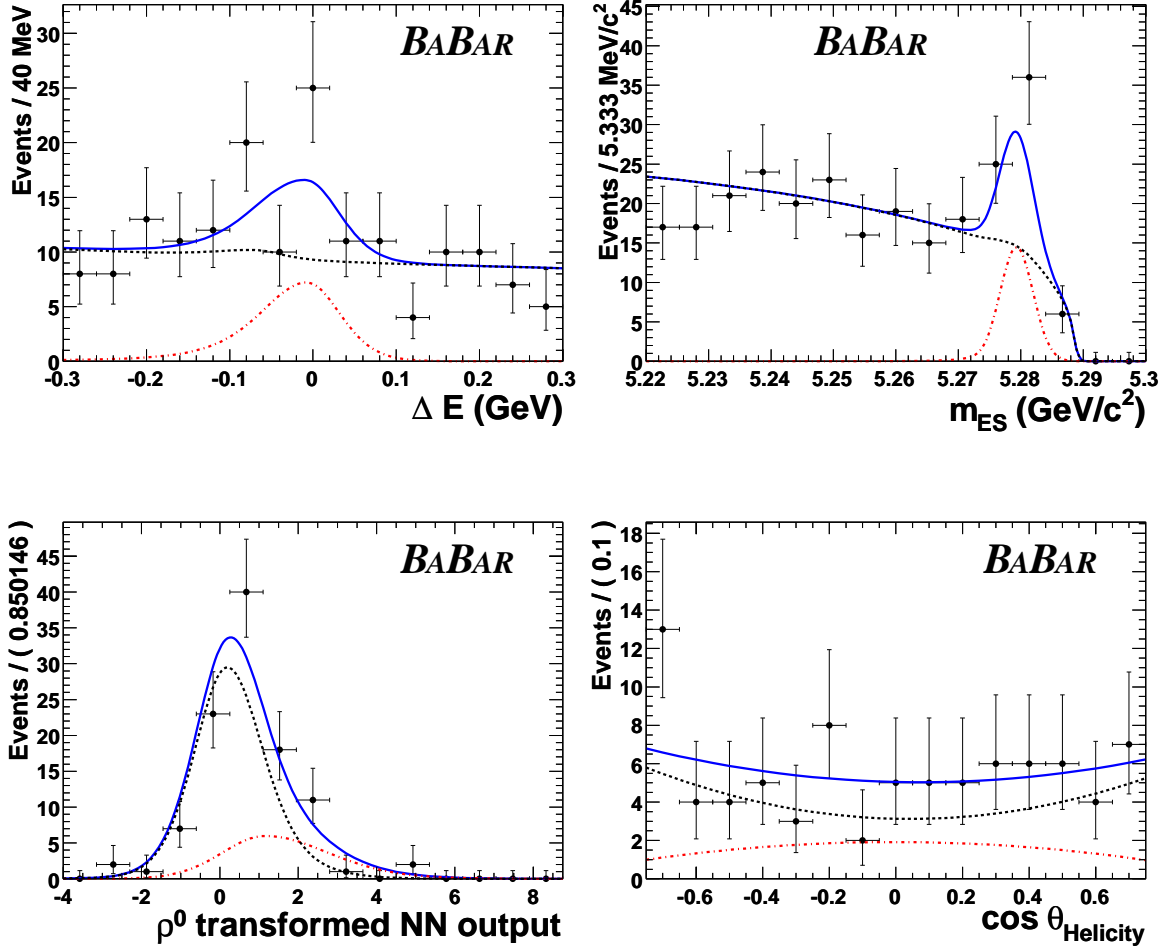 BABAR
Events / 40 MeV
30
25
20
15
10
5
0
-0.3 -0.2 -0.1 0 0.1 0.2 0.3
Δ E (GeV)
BABAR
Events / 5.333 MeV/c²
45
40
35
30
25
20
15
10
5
0
5.22 5.23 5.24 5.25 5.26 5.27 5.28 5.29 5.3
m_ES (GeV/c²)
BABAR
Events / ( 0.850146 )
45
40
35
30
25
20
15
10
5
0
-4 -2 0 2 4 6 8
ρ⁰ transformed NN output
BABAR
Events / ( 0.1 )
18
16
14
12
10
8
6
4
2
0
-0.6 -0.4 -0.2 0 0.2 0.4 0.6
cos θ_Helicity